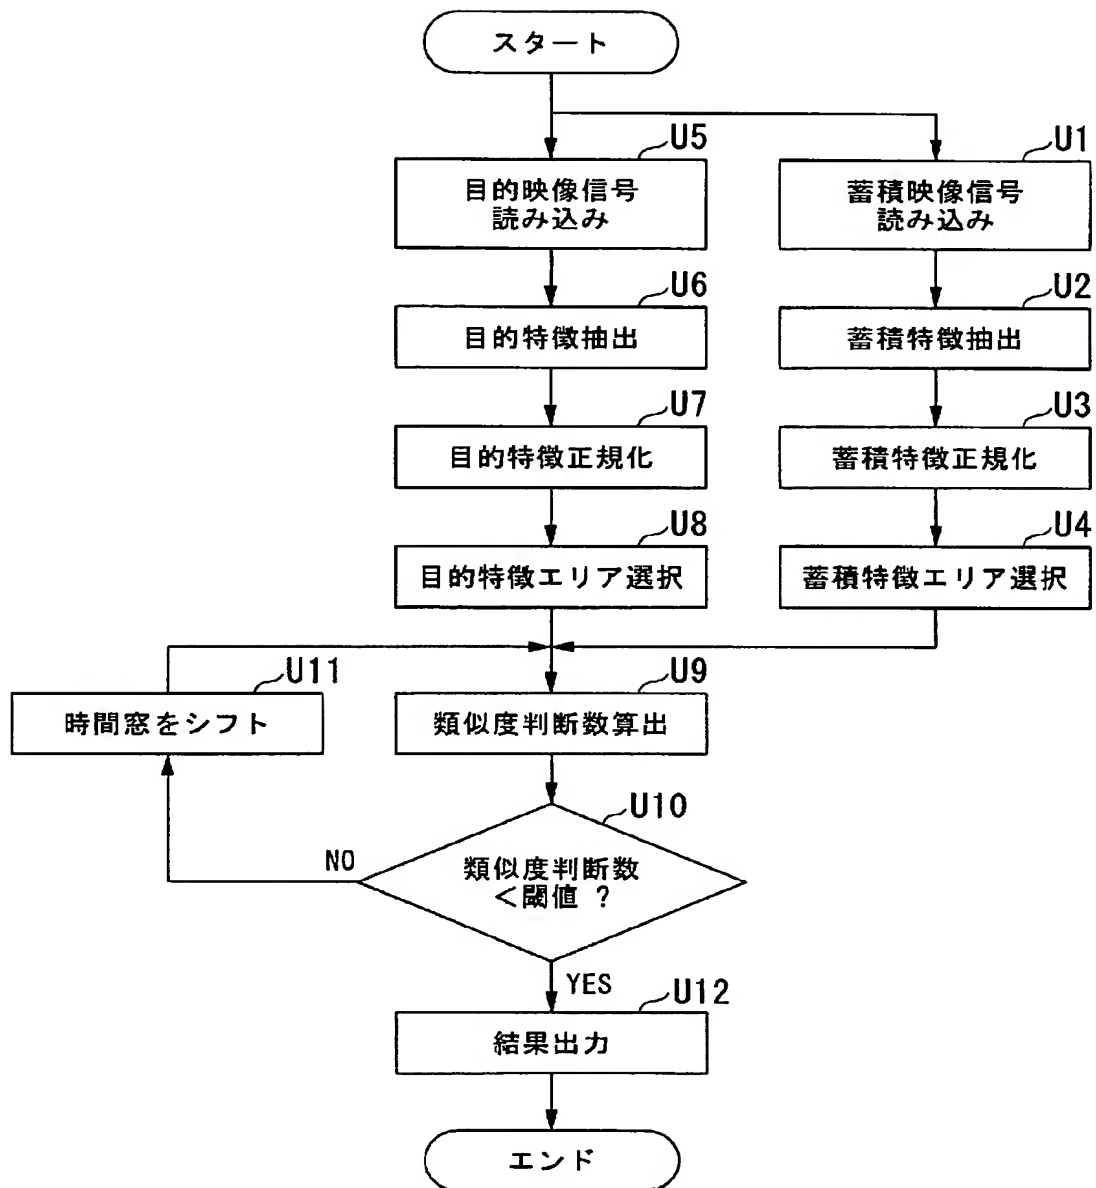 スタート
U5
目的映像信号
読み込み
U1
蓄積映像信号
読み込み
U6
目的特徴抽出
U2
蓄積特徴抽出
U7
目的特徴正規化
U3
蓄積特徴正規化
U8
目的特徴エリア選択
U4
蓄積特徴エリア選択
U11
時間窓をシフト
U9
類似度判断数算出
U10
類似度判断数
<閾値 ?
NO
YES
U12
結果出力
エンド